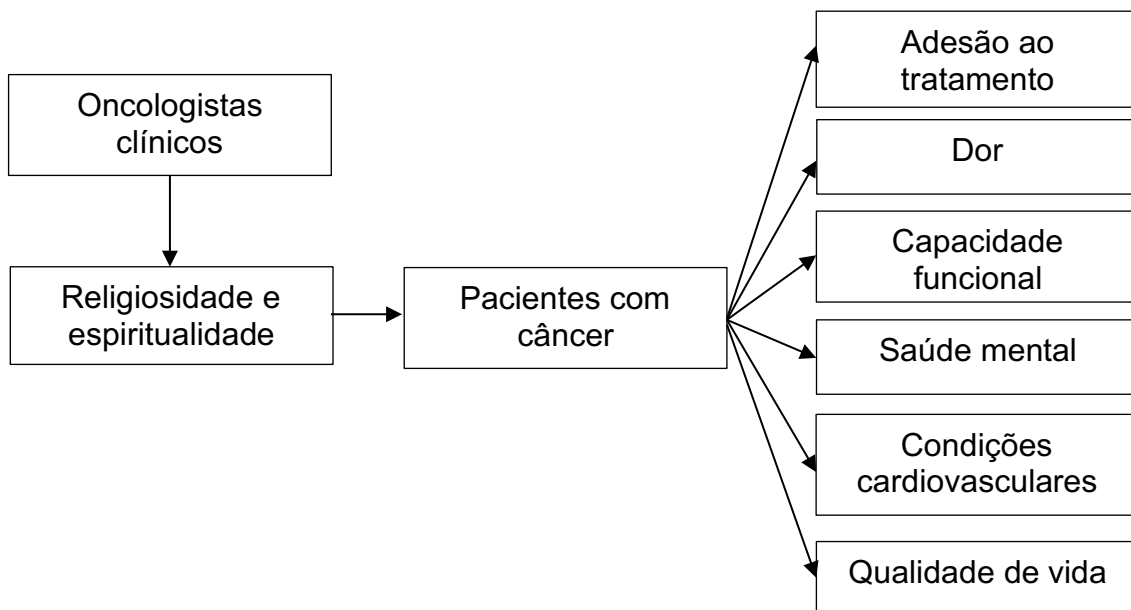 Oncologistas
clínicos
Religiosidade e
espiritualidade
Pacientes com
câncer
Adesão ao
tratamento
Dor
Capacidade
funcional
Saúde mental
Condições
cardiovasculares
Qualidade de vida